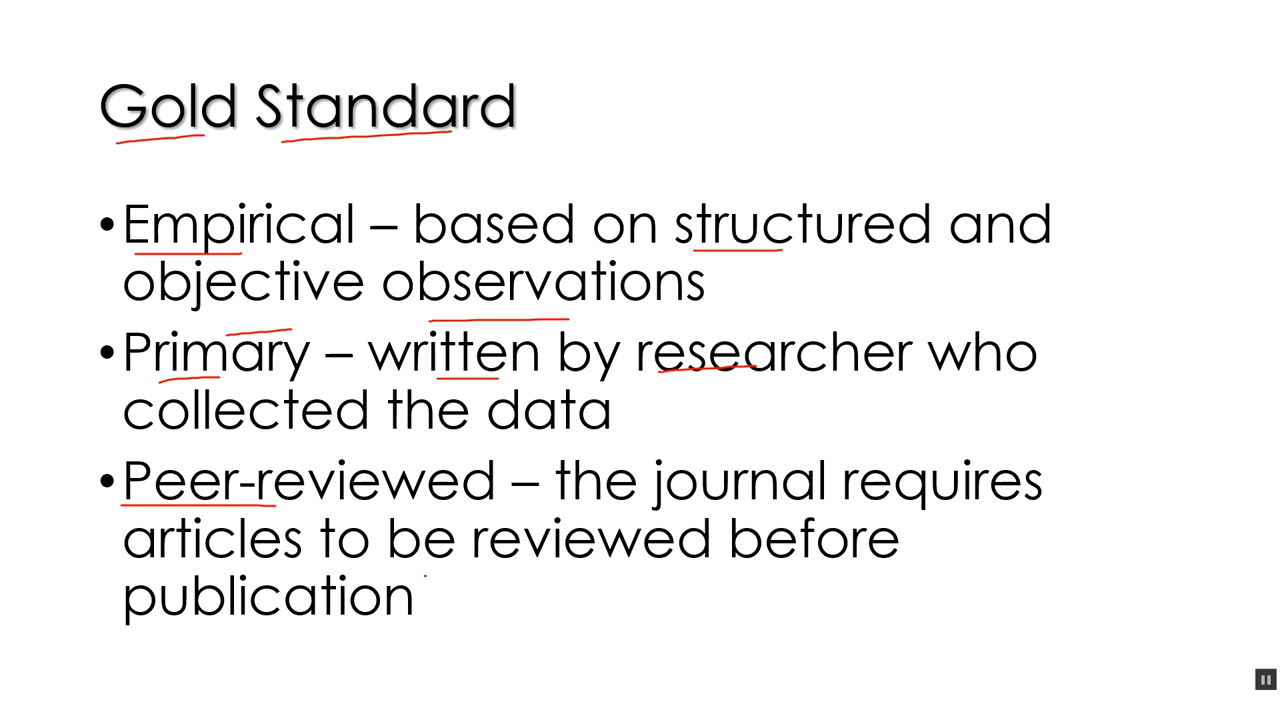 Gold Standard
•Empirical – based on structured and
objective observations
•Primary – written by researcher who
collected the data
•Peer-reviewed – the journal requires
articles to be reviewed before
publication